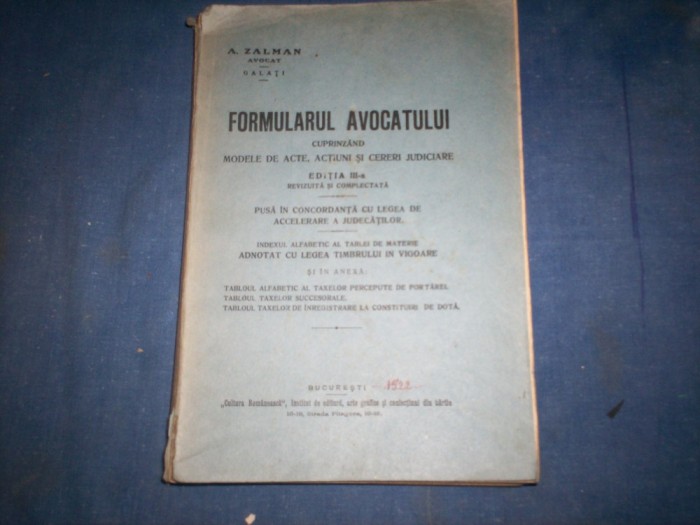 A. ZALMAN
AVOCAT
GALAȚI
FORMULARUL AVOCATULUI
CUPRINZÂND
MODELE DE ACTE, ACȚIUNI ȘI CERERI JUDICIARE
EDIȚIA III-a
REVIZUITĂ ȘI COMPLECTATĂ
PUSĂ ÎN CONCORDANȚĂ CU LEGEA DE
ACCELERARE A JUDECĂȚILOR.
INDEXUL ALFABETIC AL TABLEI DE MATERIE
ADNOTAT CU LEGEA TIMBRULUI IN VIGOARE
ȘI ÎN ANEXĂ:
TABLOUL ALFABETIC AL TAXELOR PERCEPUTE DE PORTĂREI.
TABLOUL TAXELOR SUCCESORALE.
TABLOUL TAXELOR DE ÎNREGISTRARE LA CONSTITUIRI DE DOTĂ.
BUCUREȘTI
„Cultura Românească”, Institut de editură, arte grafice și confecțiuni din hârtie
Strada